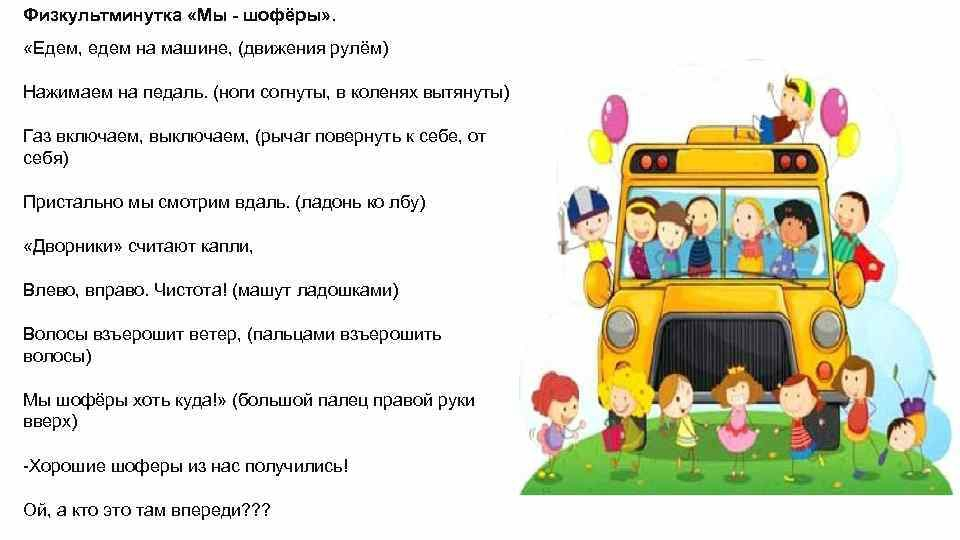 Физкультминутка «Мы - шофёры».
«Едем, едем на машине, (движения рулём)
Нажимаем на педаль. (ноги согнуты, в коленях вытянуты)
Газ включаем, выключаем, (рычаг повернуть к себе, от
себя)
Пристально мы смотрим вдаль. (ладонь ко лбу)
«Дворники» считают капли,
Влево, вправо. Чистота! (машут ладошками)
Волосы взъерошит ветер, (пальцами взъерошить
волосы)
Мы шофёры хоть куда!» (большой палец правой руки
вверх)
-Хорошие шоферы из нас получились!
Ой, а кто это там впереди? ? ?